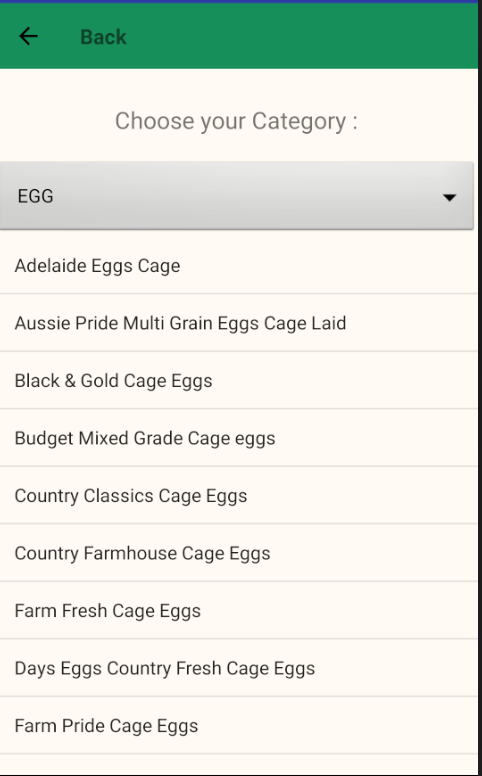 Back
Choose your Category :
EGG
Adelaide Eggs Cage
Aussie Pride Multi Grain Eggs Cage Laid
Black & Gold Cage Eggs
Budget Mixed Grade Cage eggs
Country Classics Cage Eggs
Country Farmhouse Cage Eggs
Farm Fresh Cage Eggs
Days Eggs Country Fresh Cage Eggs
Farm Pride Cage Eggs